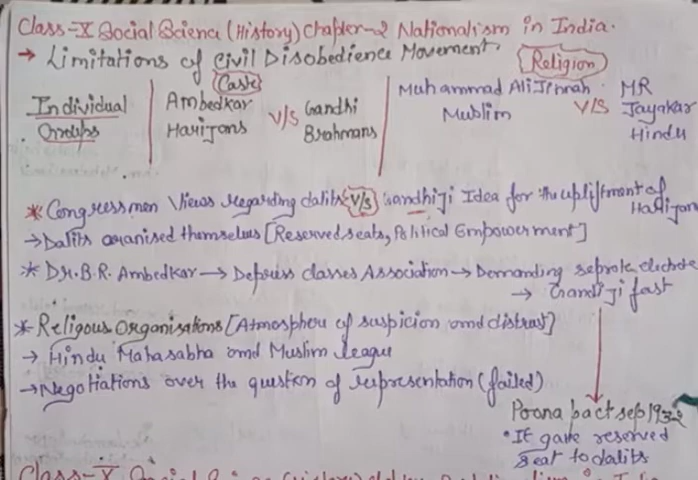 Class-X Social Science (History) Chapter-2 Nationalism in India.
→ Limitations of Civil Disobedience Movement.
Caste
Religion
Individual
Groups
Ambedkar
Harijans
V/S
Gandhi
Brahmans
Muhammad Ali Jinnah
Muslim
V/S
MR
Jayakar
Hindu
* Congressmen Views regarding dalits V/S Gandhiji Idea for the upliftment of
Harijans
→ Dalits organised themselves [Reserved seats, Political Empowerment]
* Dr. B.R. Ambedkar → Depress classes Association → Demanding seprate electorate
→ Gandiji fast
* Religous Organisations [Atmosphere of suspicion and distrust]
→ Hindu Mahasabha and Muslim league
→ Negotiations over the question of representation (failed)
Poona pact sep 1932
• It gave reserved
seat to dalits
Class-X